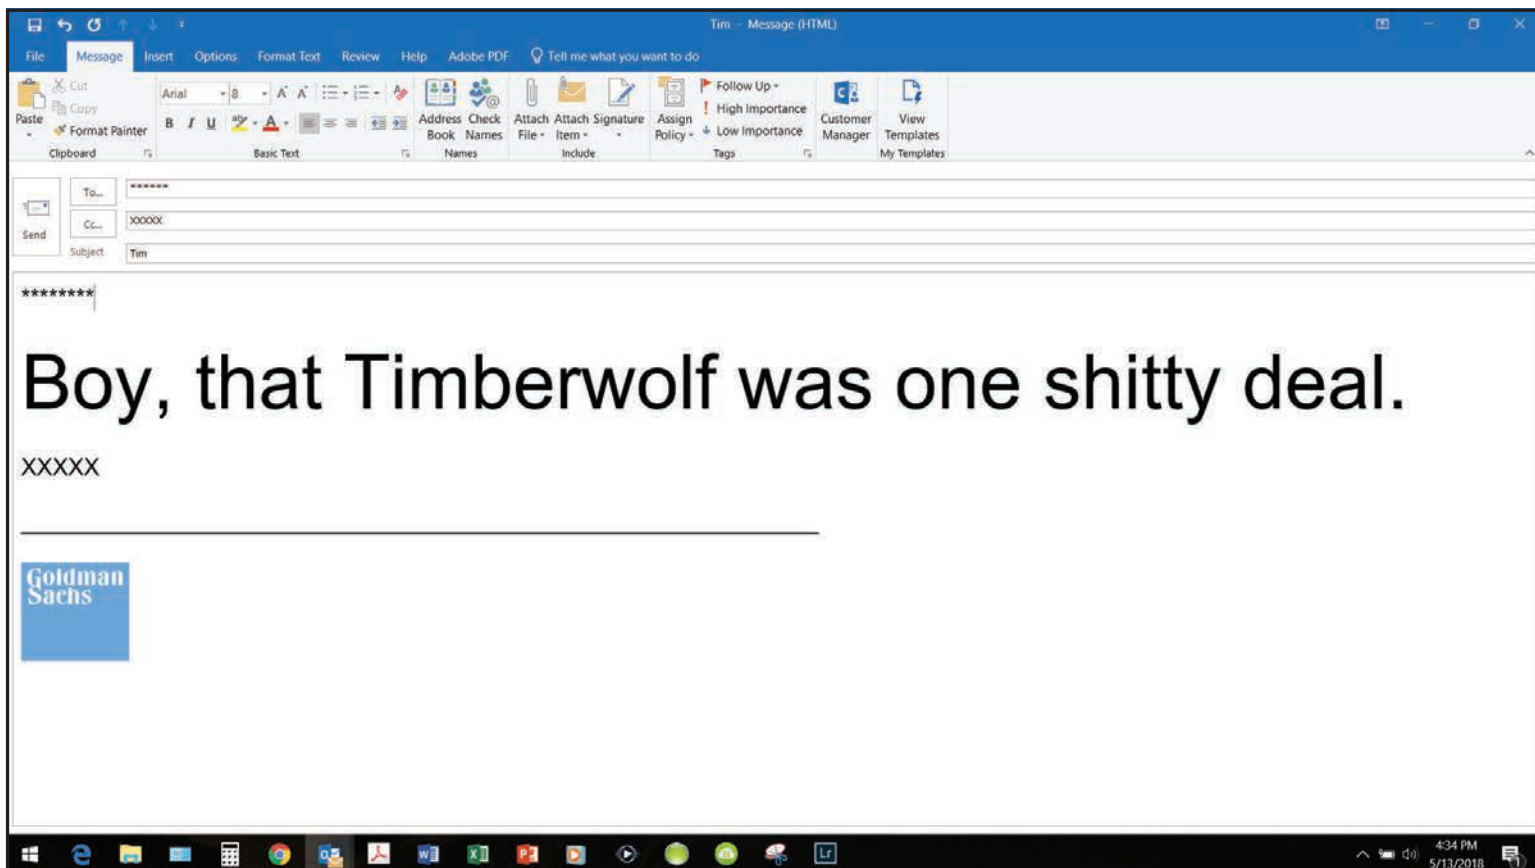 Tim - Message (HTML)
File Message Insert Options Format Text Review Help Adobe PDF Tell me what you want to do
Paste
Cut
Copy
Format Painter
Clipboard
Arial 8
B I U
Basic Text
Address Book
Check Names
Names
Attach File
Attach Item
Signature
Include
Assign Policy
Follow Up
High Importance
Low Importance
Tags
Customer Manager
View Templates
My Templates
Send
To... ******
Cc... xxxxx
Subject Tim
********
Boy, that Timberwolf was one shitty deal.
xxxxx
Goldman
Sachs
Lr
4:34 PM
5/13/2018